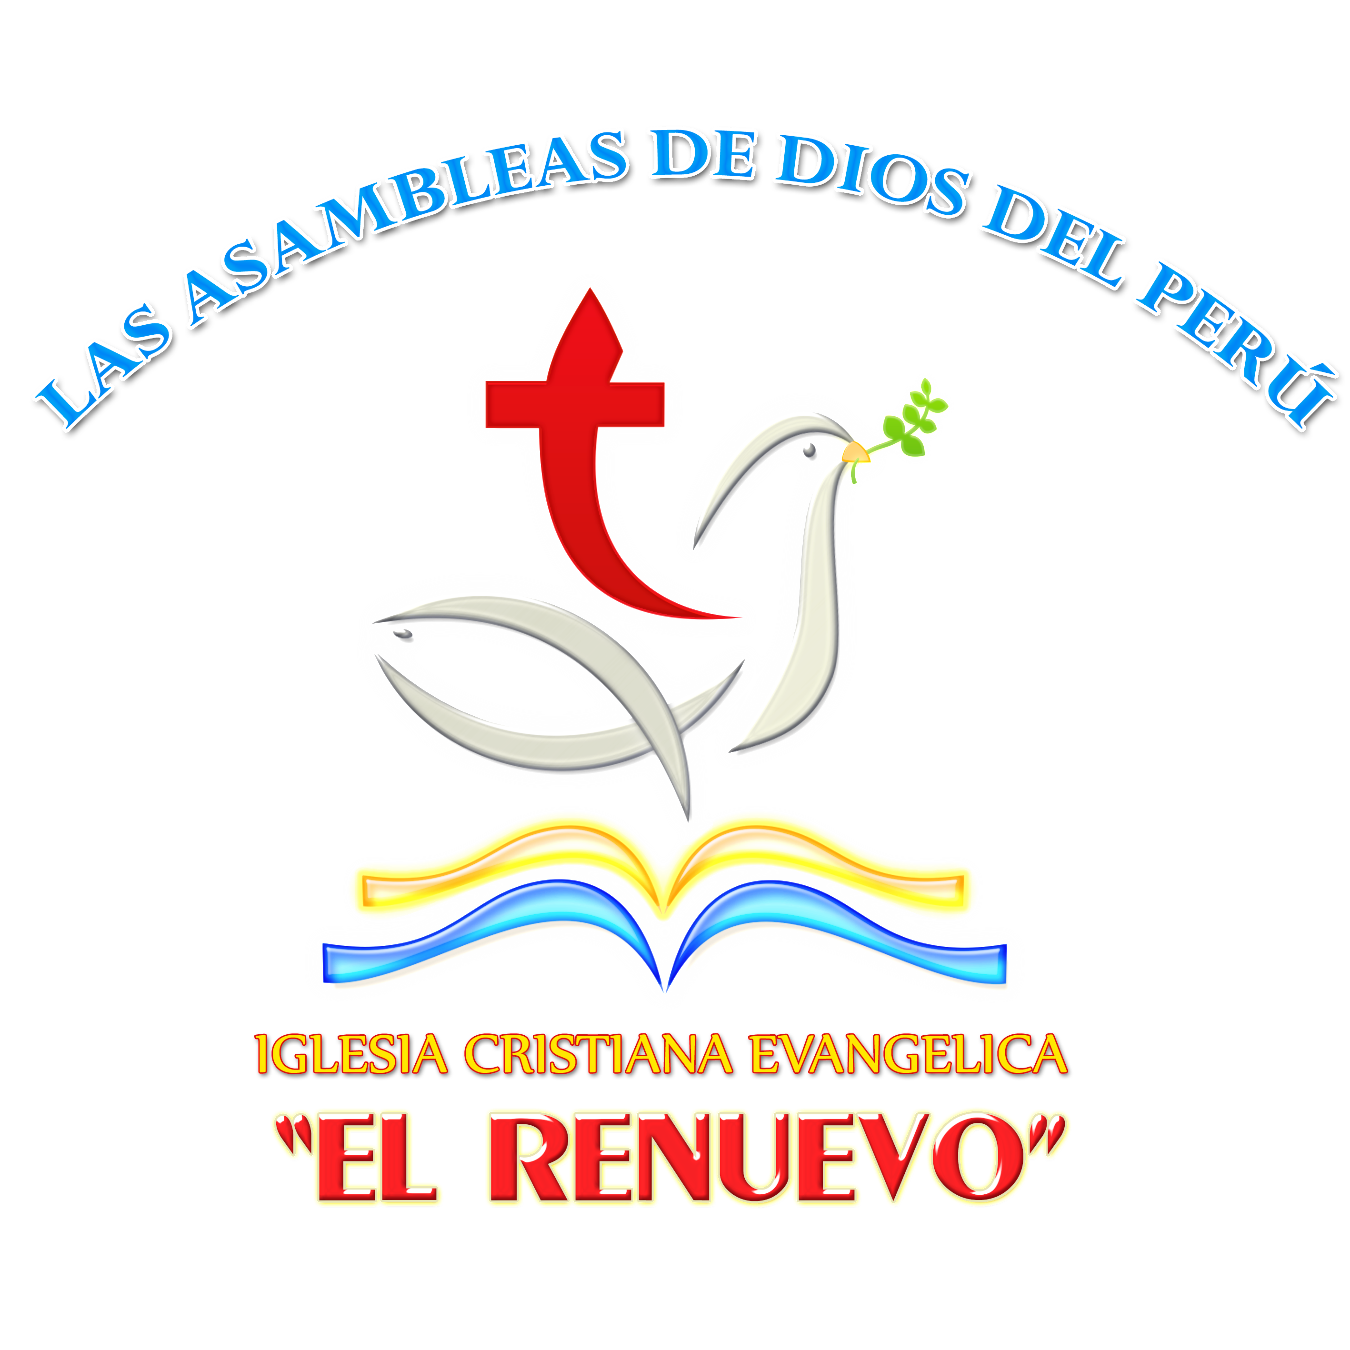 LAS ASAMBLEAS DE DIOS DEL PERÚ
IGLESIA CRISTIANA EVANGELICA
"EL RENUEVO"